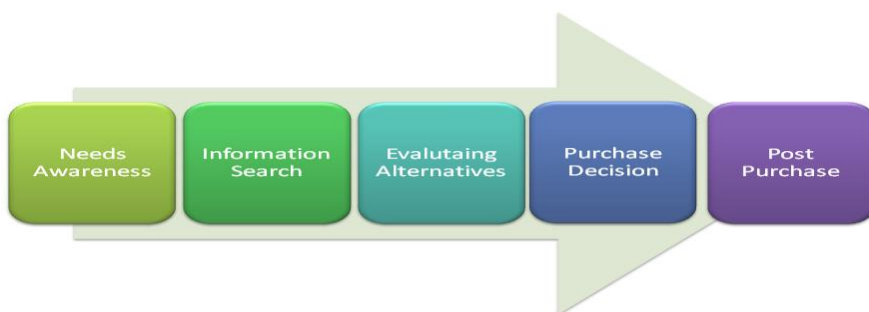 Needs
Awareness
Information
Search
Evalutaing
Alternatives
Purchase
Decision
Post
Purchase